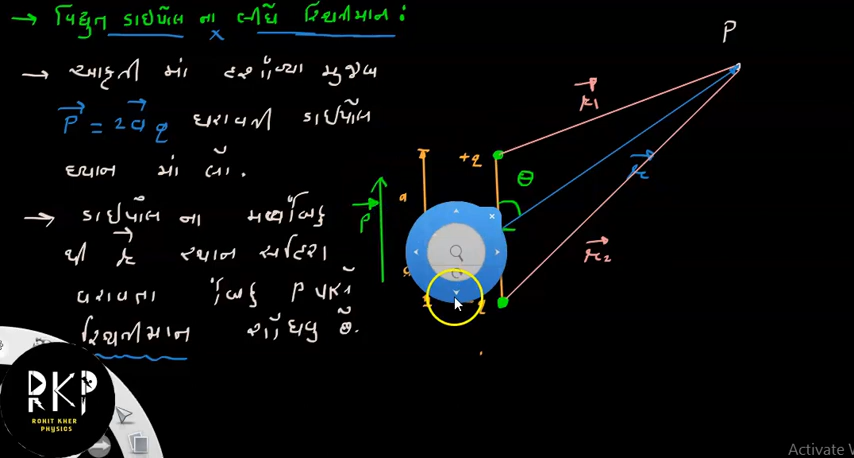 → વિદ્યુત ડાઇપોલ ના લીધે સ્થિતીમાન :
→ આકૃતી માં દર્શાવ્યા મુજબ
P = 2aq ધરાવતી ડાઇપોલ
ધ્યાન માં લો.
→ ડાઇપોલ ના મધ્યબિંદુ
થી r સ્થાન સદિશ
ધરાવતા બિંદુ P પર
સ્થિતીમાન શોધવુ છે.
P
r1
r
r2
+q
θ
a
P
q
RKP
ROHIT KHER
PHYSICS
Activate W